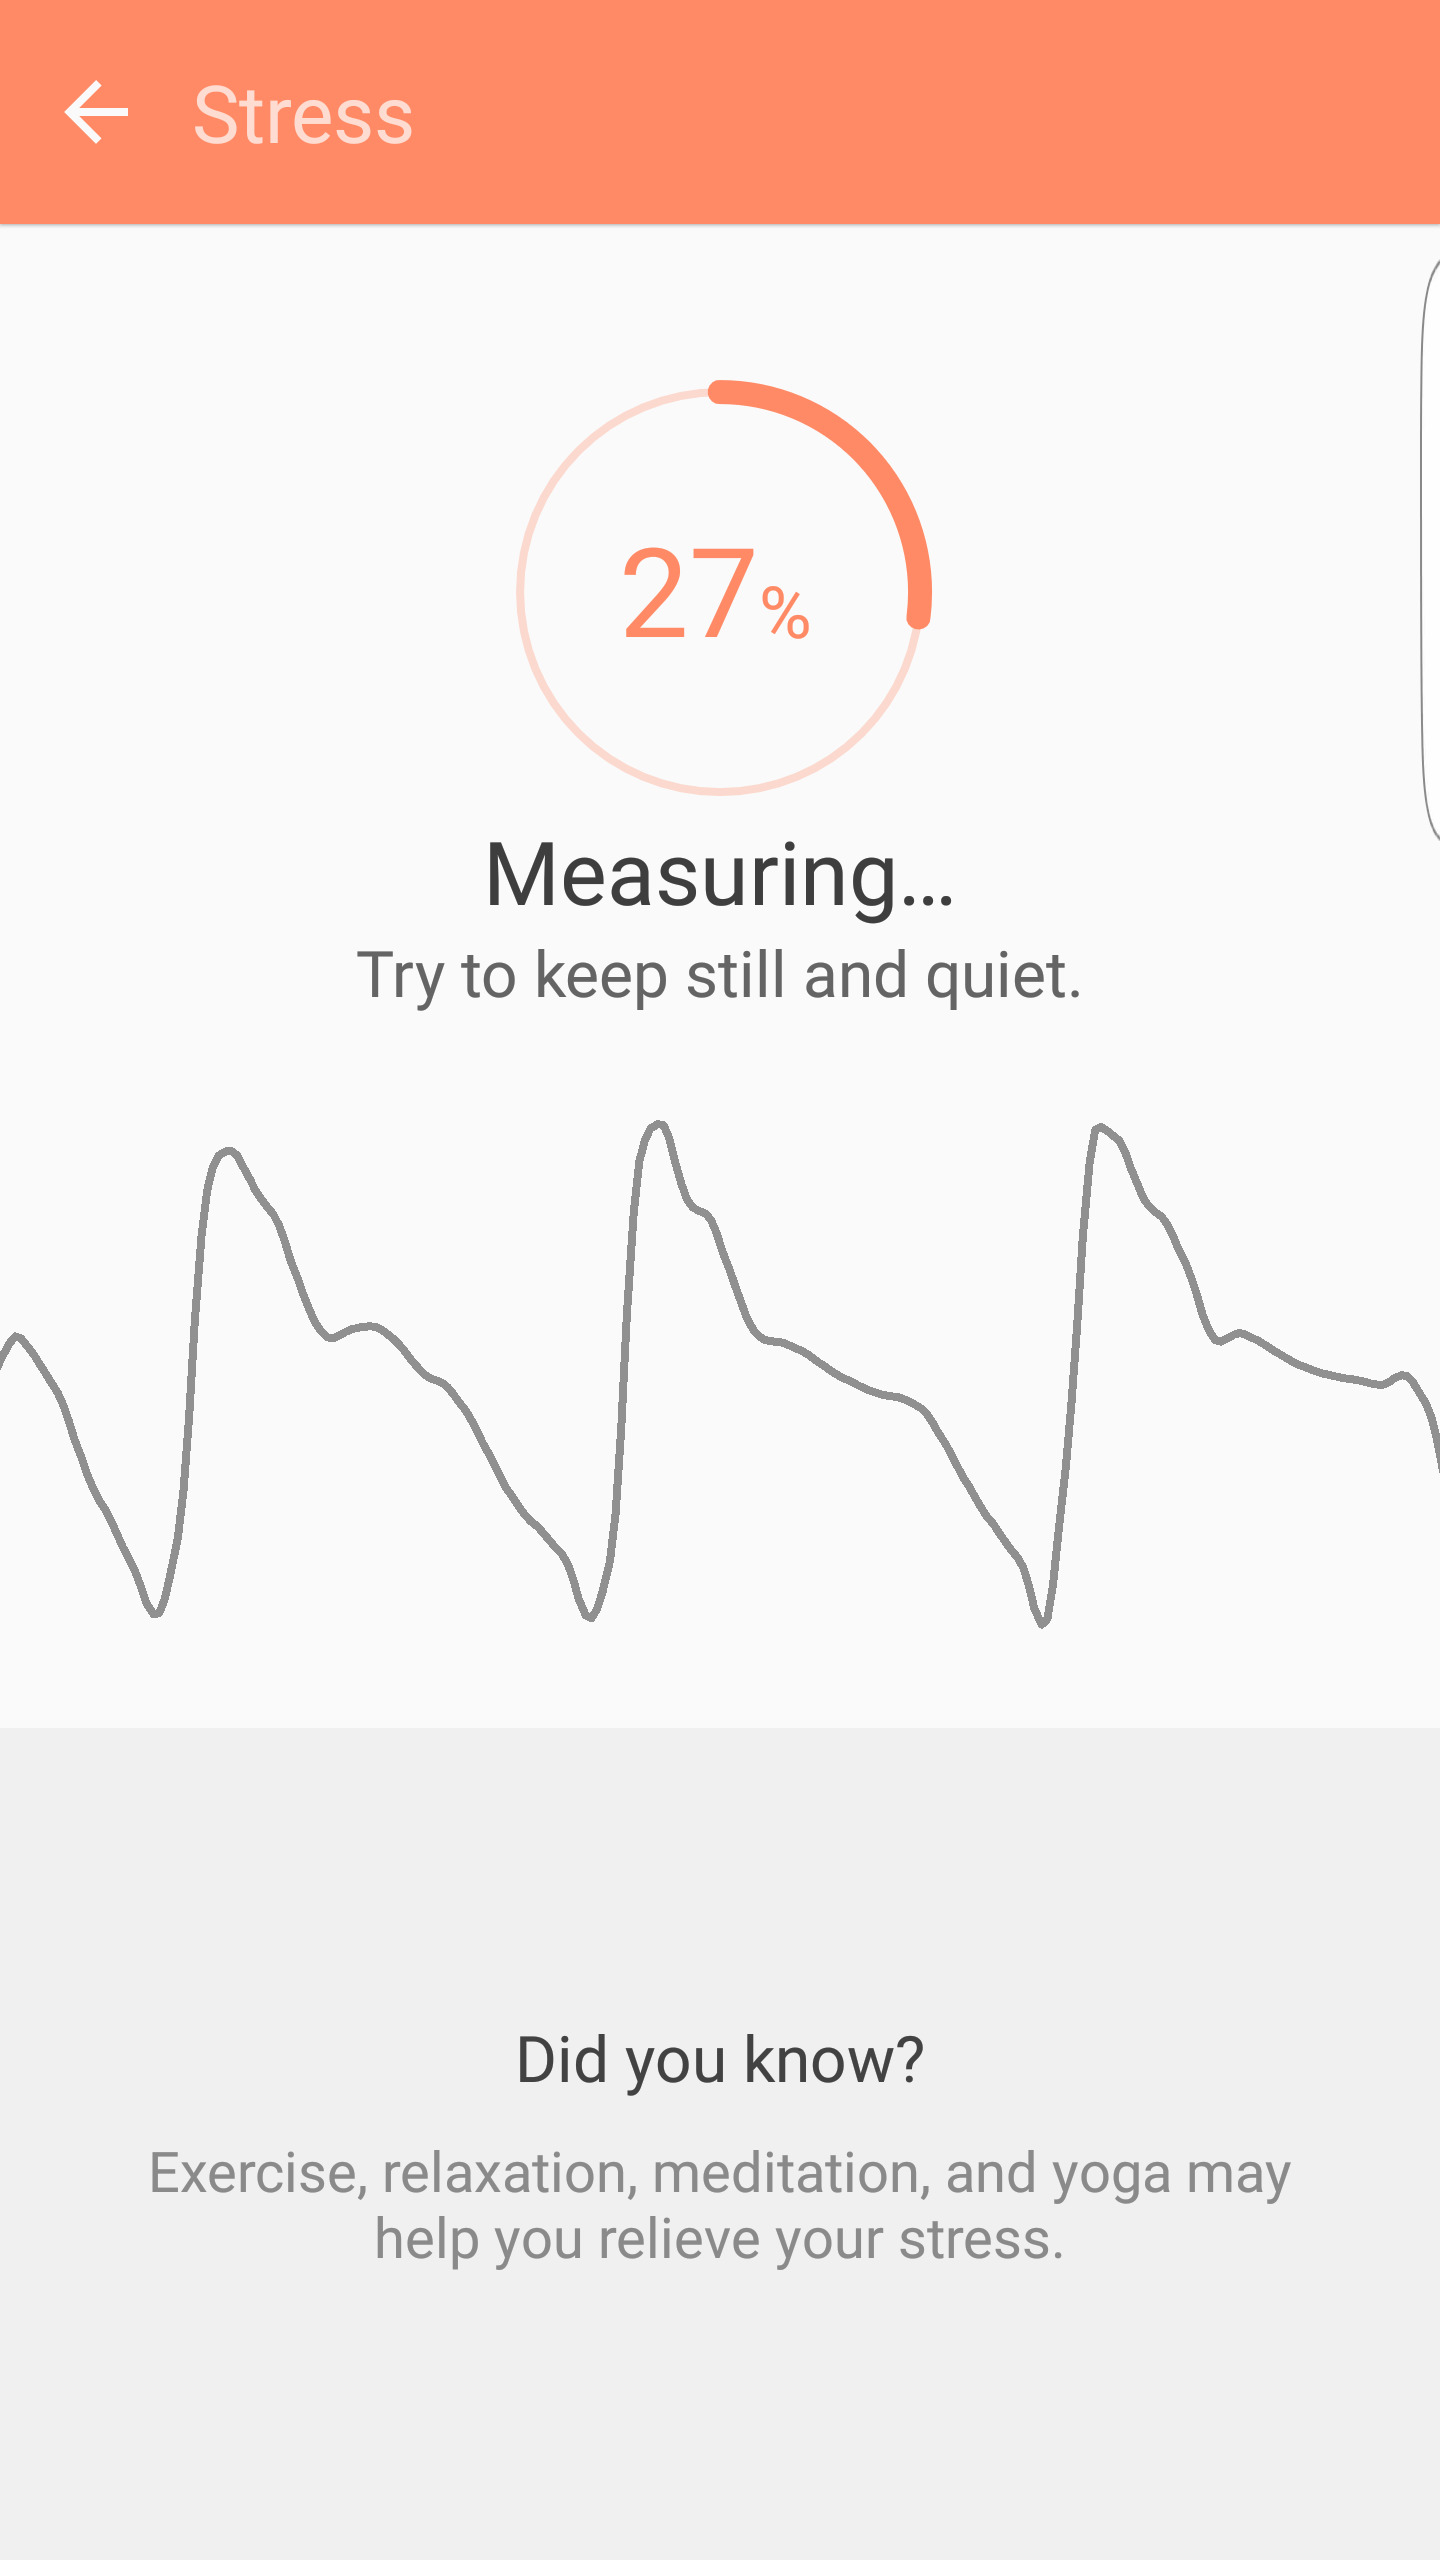 Stress
27%
Measuring...
Try to keep still and quiet.
Did you know?
Exercise, relaxation, meditation, and yoga may
help you relieve your stress.